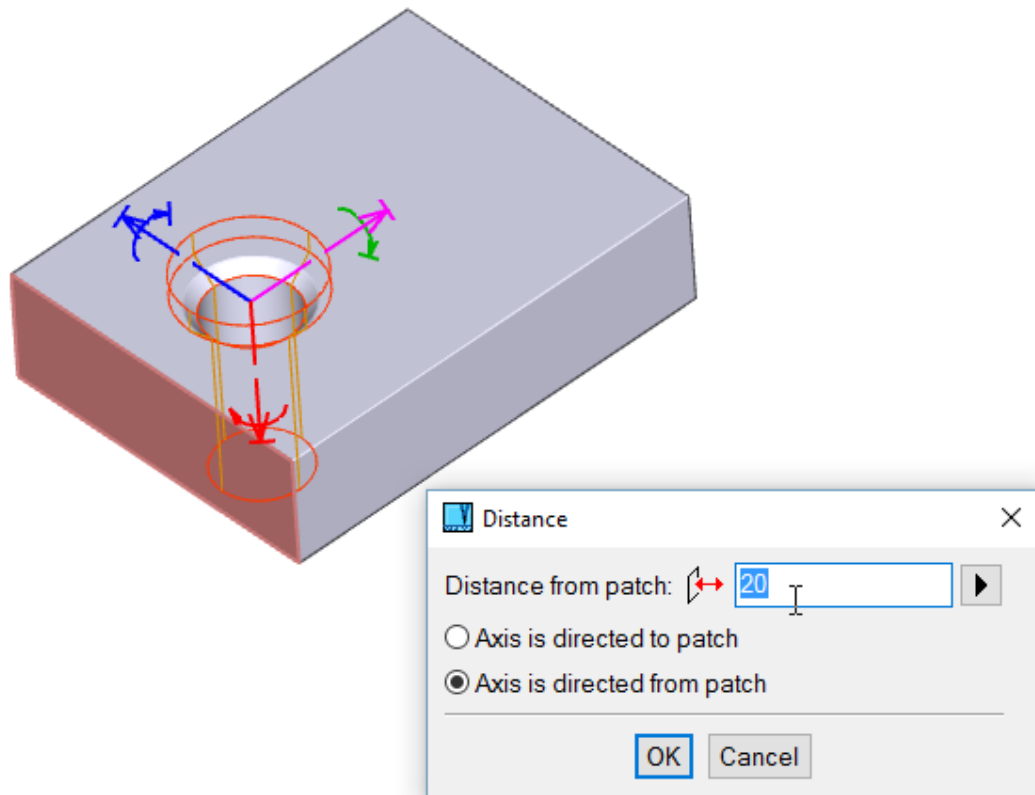 Distance
Distance from patch: 20
Axis is directed to patch
Axis is directed from patch
OK Cancel